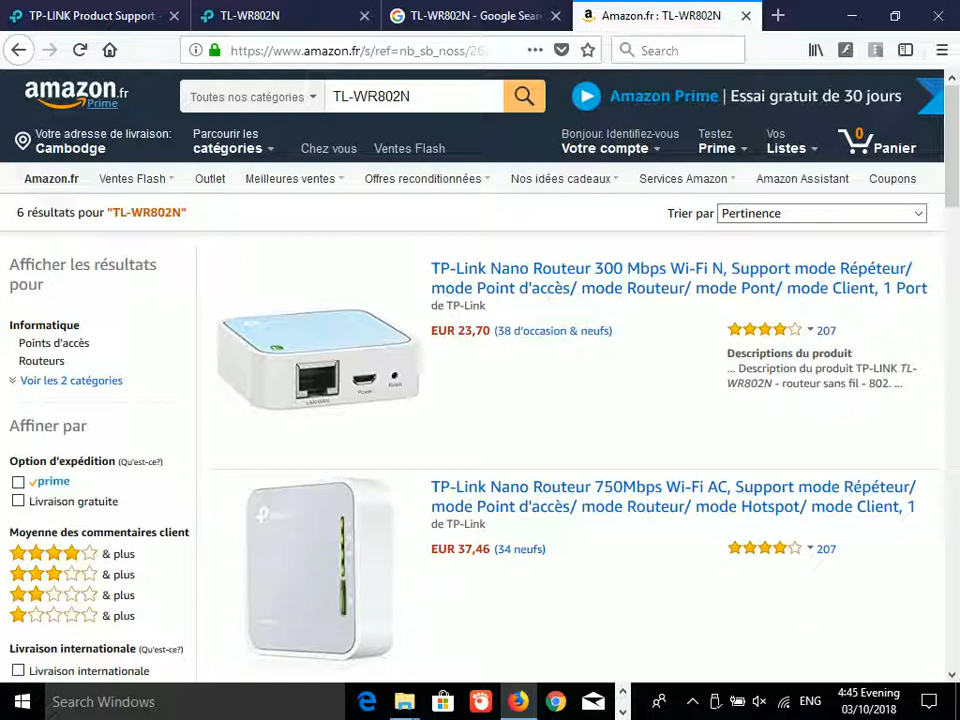 TP-LINK Product Support -
TL-WR802N
TL-WR802N - Google Sear
Amazon.fr : TL-WR802N
https://www.amazon.fr/s/ref=nb_sb_noss/26
Search
amazon.fr
Prime
Toutes nos catégories
TL-WR802N
Amazon Prime | Essai gratuit de 30 jours
Votre adresse de livraison:
Cambodge
Parcourir les
catégories
Chez vous
Ventes Flash
Bonjour. Identifiez-vous
Votre compte
Testez
Prime
Vos
Listes
0
Panier
Amazon.fr
Ventes Flash
Outlet
Meilleures ventes
Offres reconditionnées
Nos idées cadeaux
Services Amazon
Amazon Assistant
Coupons
6 résultats pour "TL-WR802N"
Trier par
Pertinence
Afficher les résultats
pour
Informatique
Points d'accès
Routeurs
Voir les 2 catégories
Affiner par
Option d'expédition (Qu'est-ce?)
prime
Livraison gratuite
Moyenne des commentaires client
& plus
& plus
& plus
& plus
Livraison internationale (Qu'est-ce?)
Livraison internationale
TP-Link Nano Routeur 300 Mbps Wi-Fi N, Support mode Répéteur/
mode Point d'accès/ mode Routeur/ mode Pont/ mode Client, 1 Port
de TP-Link
EUR 23,70 (38 d'occasion & neufs)
207
Descriptions du produit
... Description du produit TP-LINK TL-
WR802N - routeur sans fil - 802. ...
LAN/WAN
Power
Reset
TP-Link Nano Routeur 750Mbps Wi-Fi AC, Support mode Répéteur/
mode Point d'accès/ mode Routeur/ mode Hotspot/ mode Client, 1
de TP-Link
EUR 37,46 (34 neufs)
207
Search Windows
ENG
4:45 Evening
03/10/2018